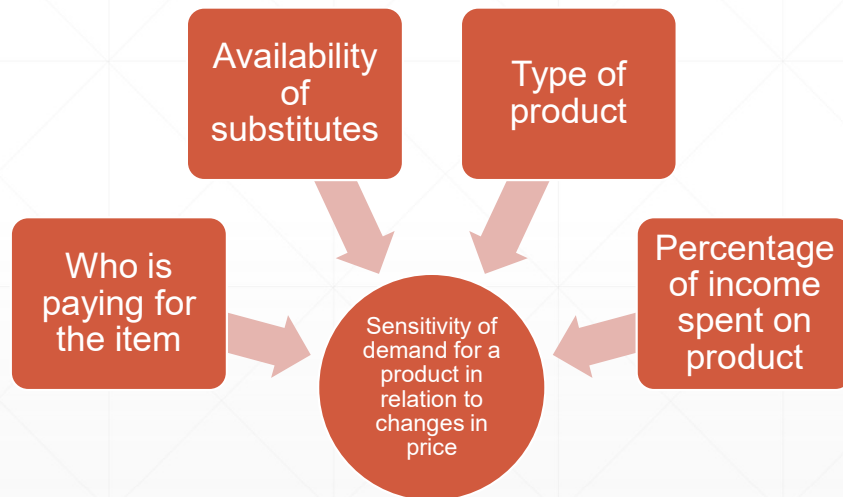 Availability
of
substitutes
Type of
product
Who is
paying for
the item
Percentage
of income
spent on
product
Sensitivity of
demand for a
product in
relation to
changes in
price